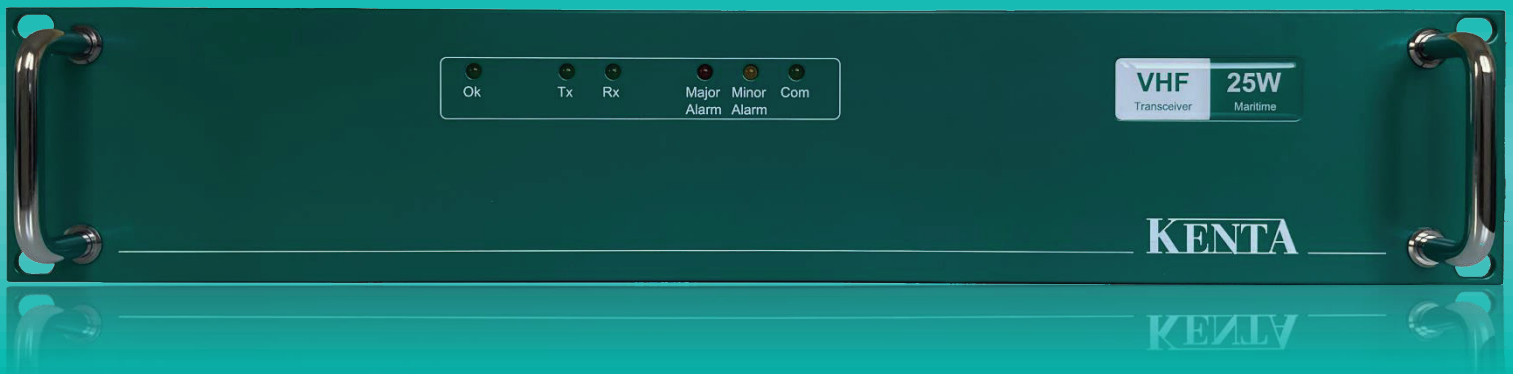 Ok Tx Rx Major Minor Com
Alarm Alarm
VHF 25W
Transceiver Maritime
KENTA